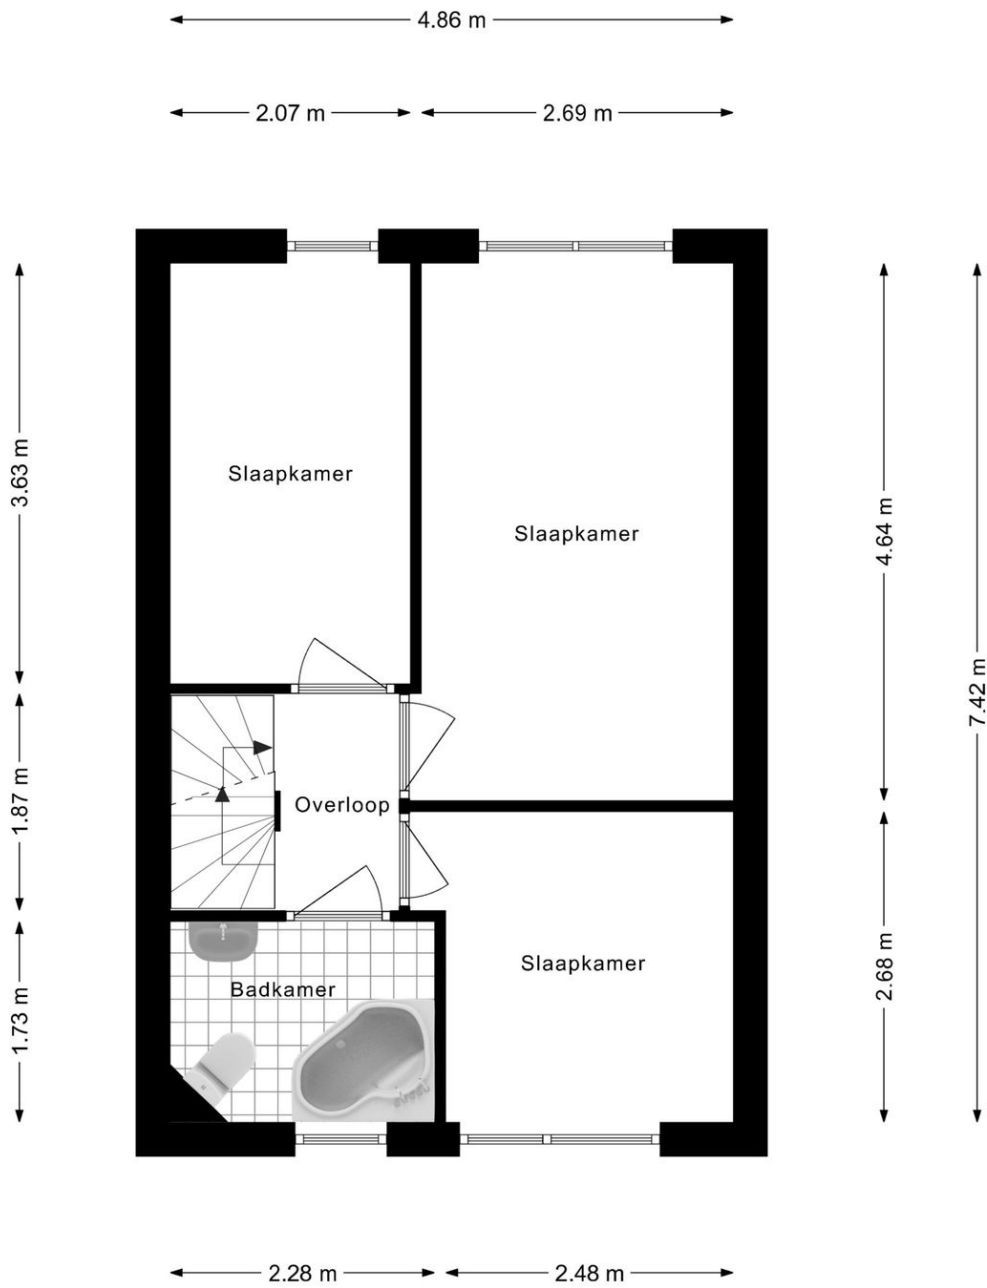 4.86 m
2.07 m
2.69 m
3.63 m
Slaapkamer
Slaapkamer
4.64 m
7.42 m
1.87 m
Overloop
Slaapkamer
2.68 m
Badkamer
1.73 m
2.28 m
2.48 m